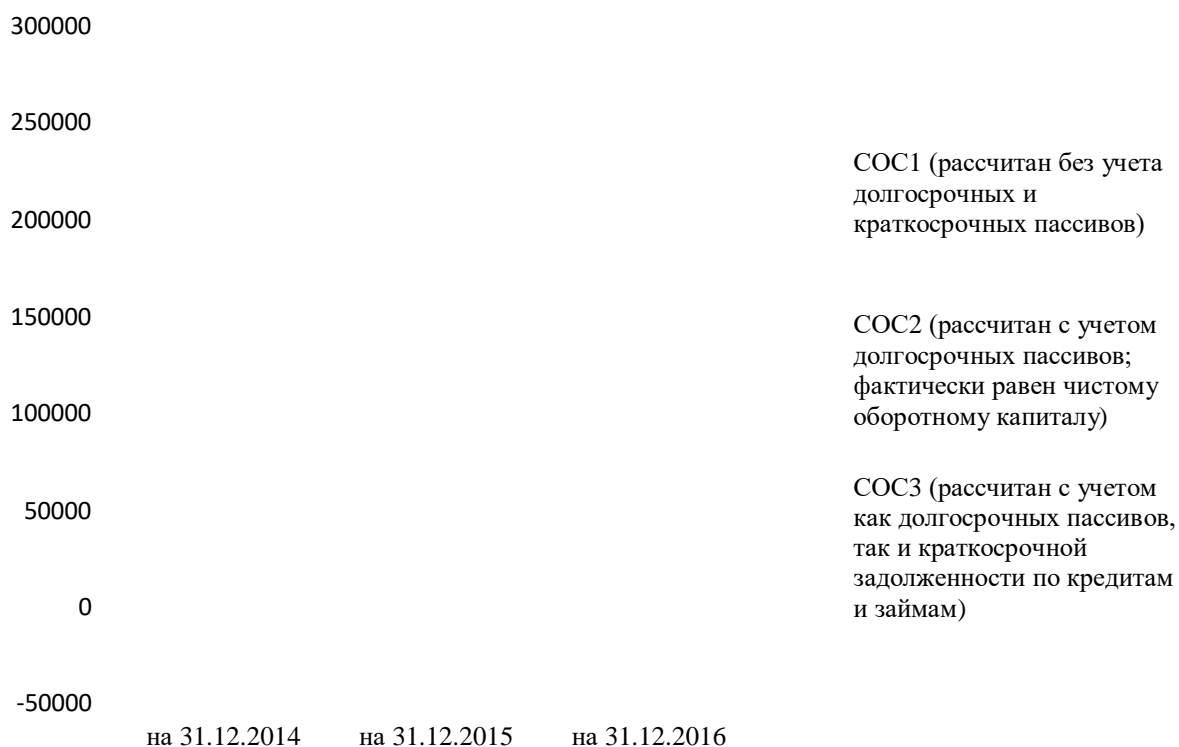 300000
250000
200000
150000
100000
50000
0
-50000
на 31.12.2014 на 31.12.2015 на 31.12.2016
СОС1 (рассчитан без учета
долгосрочных и
краткосрочных пассивов)
СОС2 (рассчитан с учетом
долгосрочных пассивов;
фактически равен чистому
оборотному капиталу)
СОС3 (рассчитан с учетом
как долгосрочных пассивов,
так и краткосрочной
задолженности по кредитам
и займам)